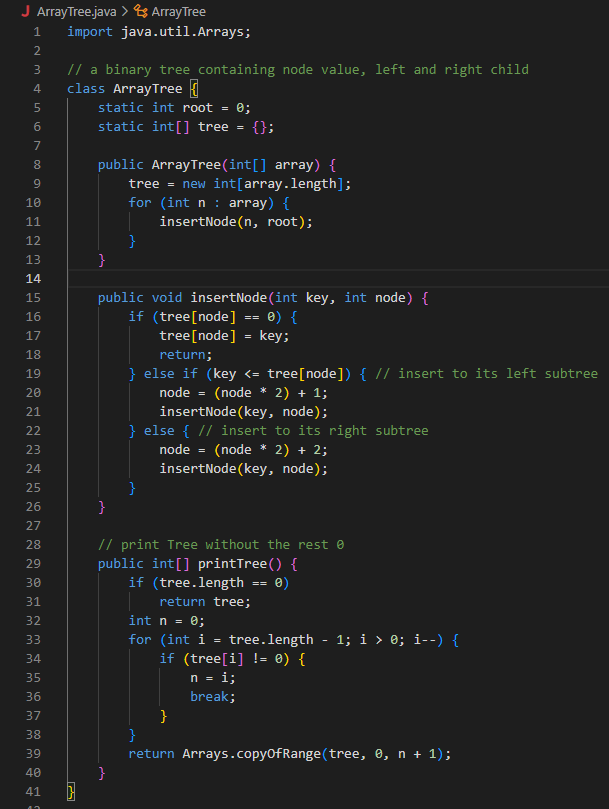 J ArrayTree.java > ArrayTree
1 import java.util.Arrays;
2
3 // a binary tree containing node value, left and right child
4 class ArrayTree {
5     static int root = 0;
6     static int[] tree = {};
7
8     public ArrayTree(int[] array) {
9         tree = new int[array.length];
10         for (int n : array) {
11             insertNode(n, root);
12         }
13     }
14
15     public void insertNode(int key, int node) {
16         if (tree[node] == 0) {
17             tree[node] = key;
18             return;
19         } else if (key <= tree[node]) { // insert to its left subtree
20             node = (node * 2) + 1;
21             insertNode(key, node);
22         } else { // insert to its right subtree
23             node = (node * 2) + 2;
24             insertNode(key, node);
25         }
26     }
27
28     // print Tree without the rest 0
29     public int[] printTree() {
30         if (tree.length == 0)
31             return tree;
32         int n = 0;
33         for (int i = tree.length - 1; i > 0; i--) {
34             if (tree[i] != 0) {
35                 n = i;
36                 break;
37             }
38         }
39         return Arrays.copyOfRange(tree, 0, n + 1);
40     }
41 }